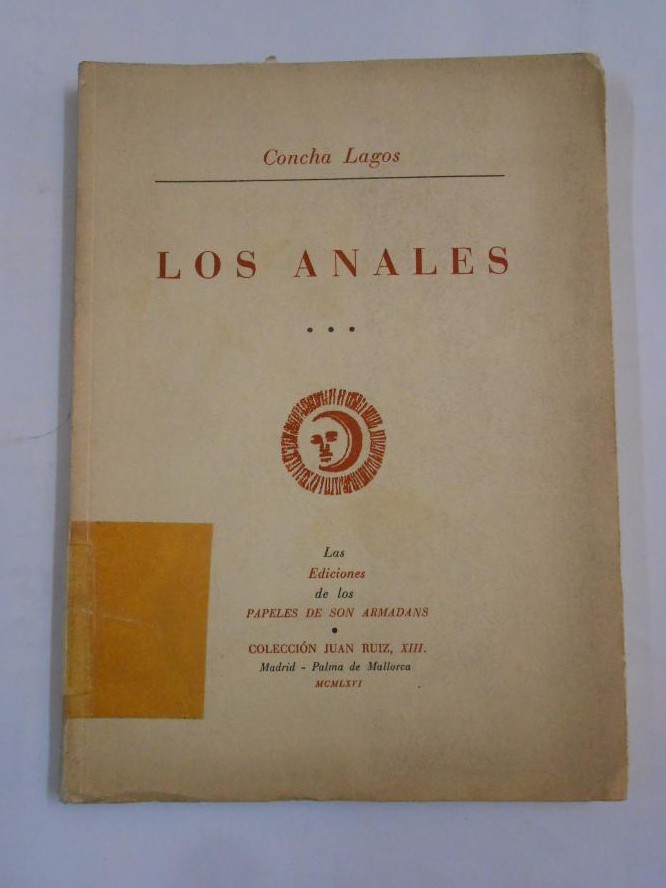 Concha Lagos
LOS ANALES
Las
Ediciones
de los
PAPELES DE SON ARMADANS
COLECCIÓN JUAN RUIZ, XIII.
Madrid - Palma de Mallorca
MCMLXVI